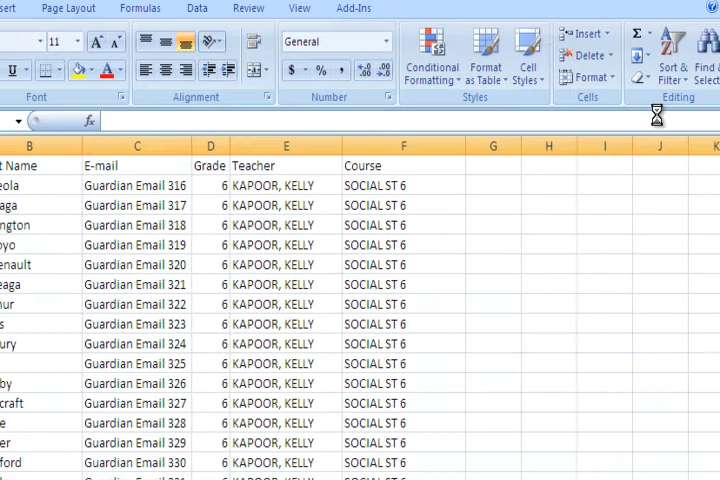 sert Page Layout Formulas Data Review View Add-Ins
11 A A General Σ
Conditional Formatting Format as Table Cell Styles Insert Delete Format Sort & Filter Find & Select
U A $ % ,
Font Alignment Number Styles Cells Editing
fx
B C D E F G H I J K
t Name E-mail Grade Teacher Course
eola Guardian Email 316 6 KAPOOR, KELLY SOCIAL ST 6
aga Guardian Email 317 6 KAPOOR, KELLY SOCIAL ST 6
ngton Guardian Email 318 6 KAPOOR, KELLY SOCIAL ST 6
oyo Guardian Email 319 6 KAPOOR, KELLY SOCIAL ST 6
enault Guardian Email 320 6 KAPOOR, KELLY SOCIAL ST 6
eaga Guardian Email 321 6 KAPOOR, KELLY SOCIAL ST 6
hur Guardian Email 322 6 KAPOOR, KELLY SOCIAL ST 6
s Guardian Email 323 6 KAPOOR, KELLY SOCIAL ST 6
ury Guardian Email 324 6 KAPOOR, KELLY SOCIAL ST 6
Guardian Email 325 6 KAPOOR, KELLY SOCIAL ST 6
by Guardian Email 326 6 KAPOOR, KELLY SOCIAL ST 6
craft Guardian Email 327 6 KAPOOR, KELLY SOCIAL ST 6
e Guardian Email 328 6 KAPOOR, KELLY SOCIAL ST 6
er Guardian Email 329 6 KAPOOR, KELLY SOCIAL ST 6
ford Guardian Email 330 6 KAPOOR, KELLY SOCIAL ST 6